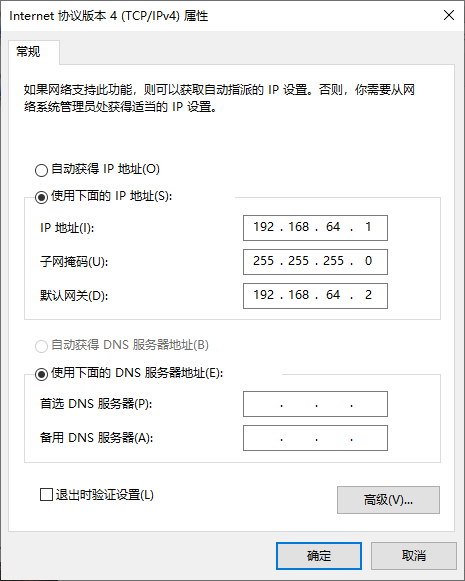 Internet 协议版本 4 (TCP/IPv4) 属性
常规
如果网络支持此功能，则可以获取自动指派的 IP 设置。否则，你需要从网
络系统管理员处获得适当的 IP 设置。
自动获得 IP 地址(O)
使用下面的 IP 地址(S):
IP 地址(I): 192 . 168 . 64 . 1
子网掩码(U): 255 . 255 . 255 . 0
默认网关(D): 192 . 168 . 64 . 2
自动获得 DNS 服务器地址(B)
使用下面的 DNS 服务器地址(E):
首选 DNS 服务器(P): . . .
备用 DNS 服务器(A): . . .
退出时验证设置(L)
高级(V)...
确定 取消